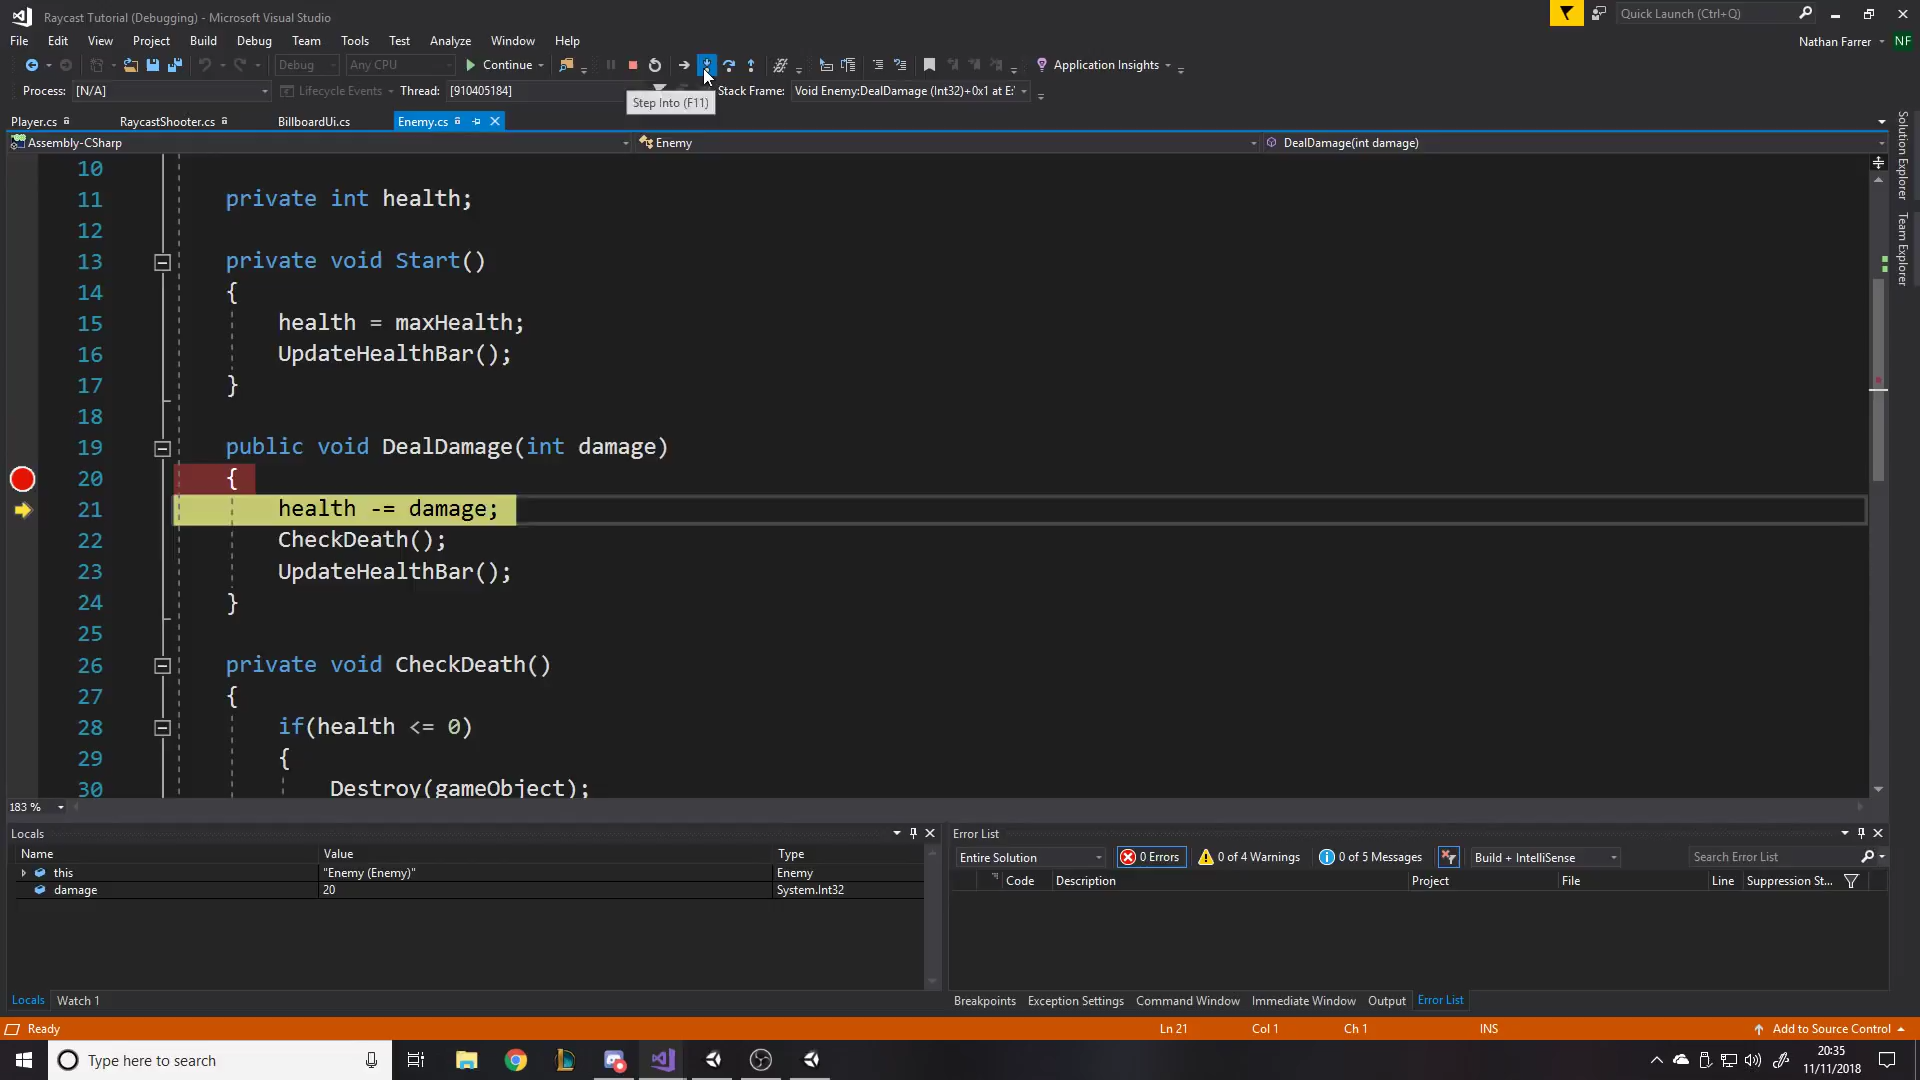 Raycast Tutorial (Debugging) - Microsoft Visual Studio
Quick Launch (Ctrl+Q)
File Edit View Project Build Debug Team Tools Test Analyze Window Help
Nathan Farrer NF
Debug Any CPU Continue Application Insights
Process: [N/A] Lifecycle Events Thread: [910405184] Stack Frame: Void Enemy:DealDamage (Int32)+0x1 at E:
Step Into (F11)
Player.cs RaycastShooter.cs BillboardUi.cs Enemy.cs
Assembly-CSharp Enemy DealDamage(int damage)
Solution Explorer
Team Explorer
10
11 private int health;
12
13 private void Start()
14 {
15 health = maxHealth;
16 UpdateHealthBar();
17 }
18
19 public void DealDamage(int damage)
20 {
21 health -= damage;
22 CheckDeath();
23 UpdateHealthBar();
24 }
25
26 private void CheckDeath()
27 {
28 if(health <= 0)
29 {
30 Destroy(gameObject);
183 %
Locals
Name Value Type
this "Enemy (Enemy)" Enemy
damage 20 System.Int32
Locals Watch 1
Error List
Entire Solution 0 Errors 0 of 4 Warnings 0 of 5 Messages Build + IntelliSense Search Error List
Code Description Project File Line Suppression St...
Breakpoints Exception Settings Command Window Immediate Window Output Error List
Ready Ln 21 Col 1 Ch 1 INS Add to Source Control
Type here to search
20:35
11/11/2018